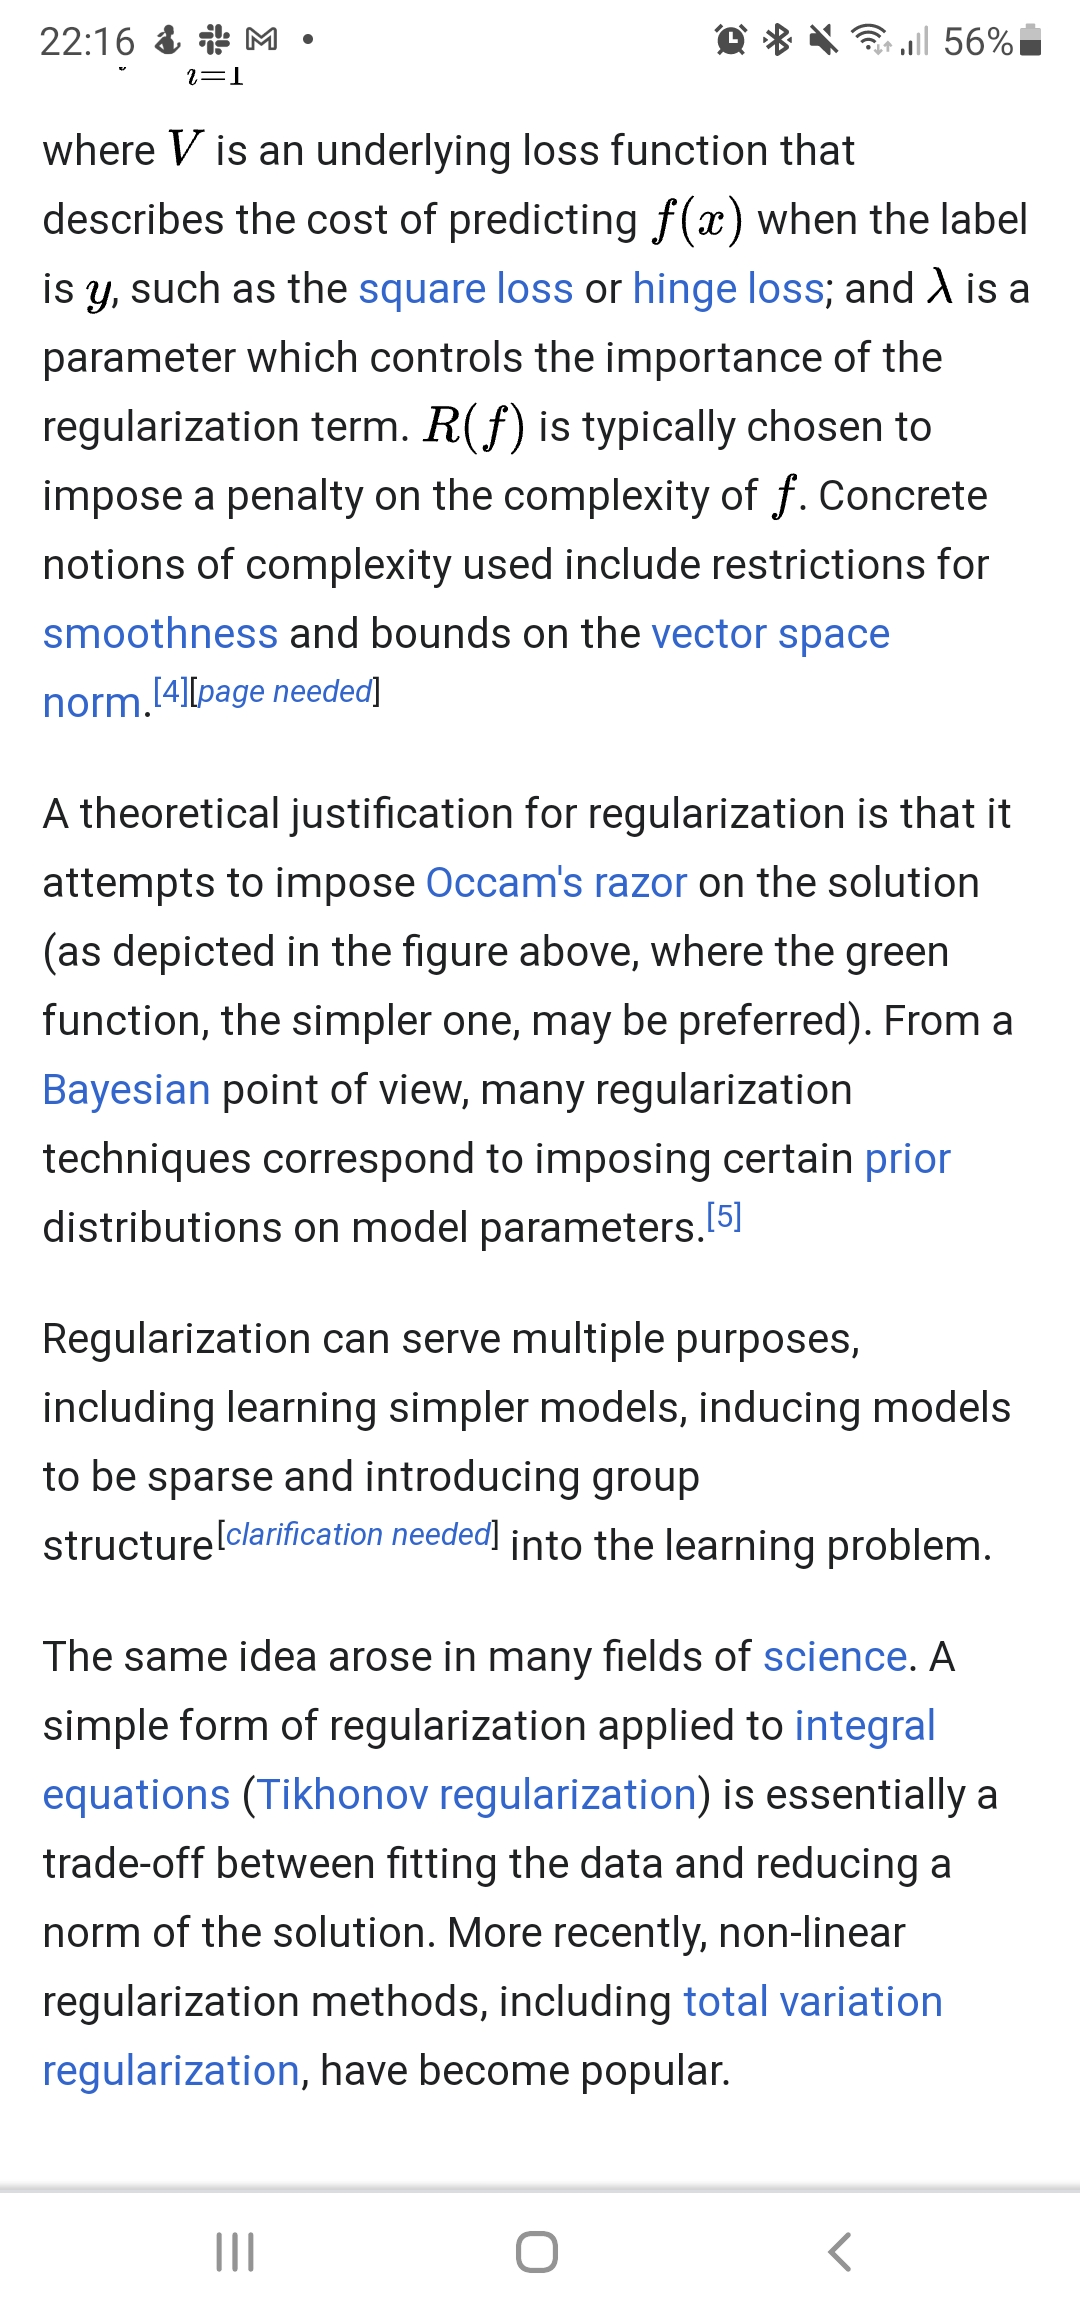 22:16 56%
i=1
where V is an underlying loss function that
describes the cost of predicting f(x) when the label
is y, such as the square loss or hinge loss; and λ is a
parameter which controls the importance of the
regularization term. R(f) is typically chosen to
impose a penalty on the complexity of f. Concrete
notions of complexity used include restrictions for
smoothness and bounds on the vector space
norm.[4][page needed]
A theoretical justification for regularization is that it
attempts to impose Occam's razor on the solution
(as depicted in the figure above, where the green
function, the simpler one, may be preferred). From a
Bayesian point of view, many regularization
techniques correspond to imposing certain prior
distributions on model parameters.[5]
Regularization can serve multiple purposes,
including learning simpler models, inducing models
to be sparse and introducing group
structure[clarification needed] into the learning problem.
The same idea arose in many fields of science. A
simple form of regularization applied to integral
equations (Tikhonov regularization) is essentially a
trade-off between fitting the data and reducing a
norm of the solution. More recently, non-linear
regularization methods, including total variation
regularization, have become popular.